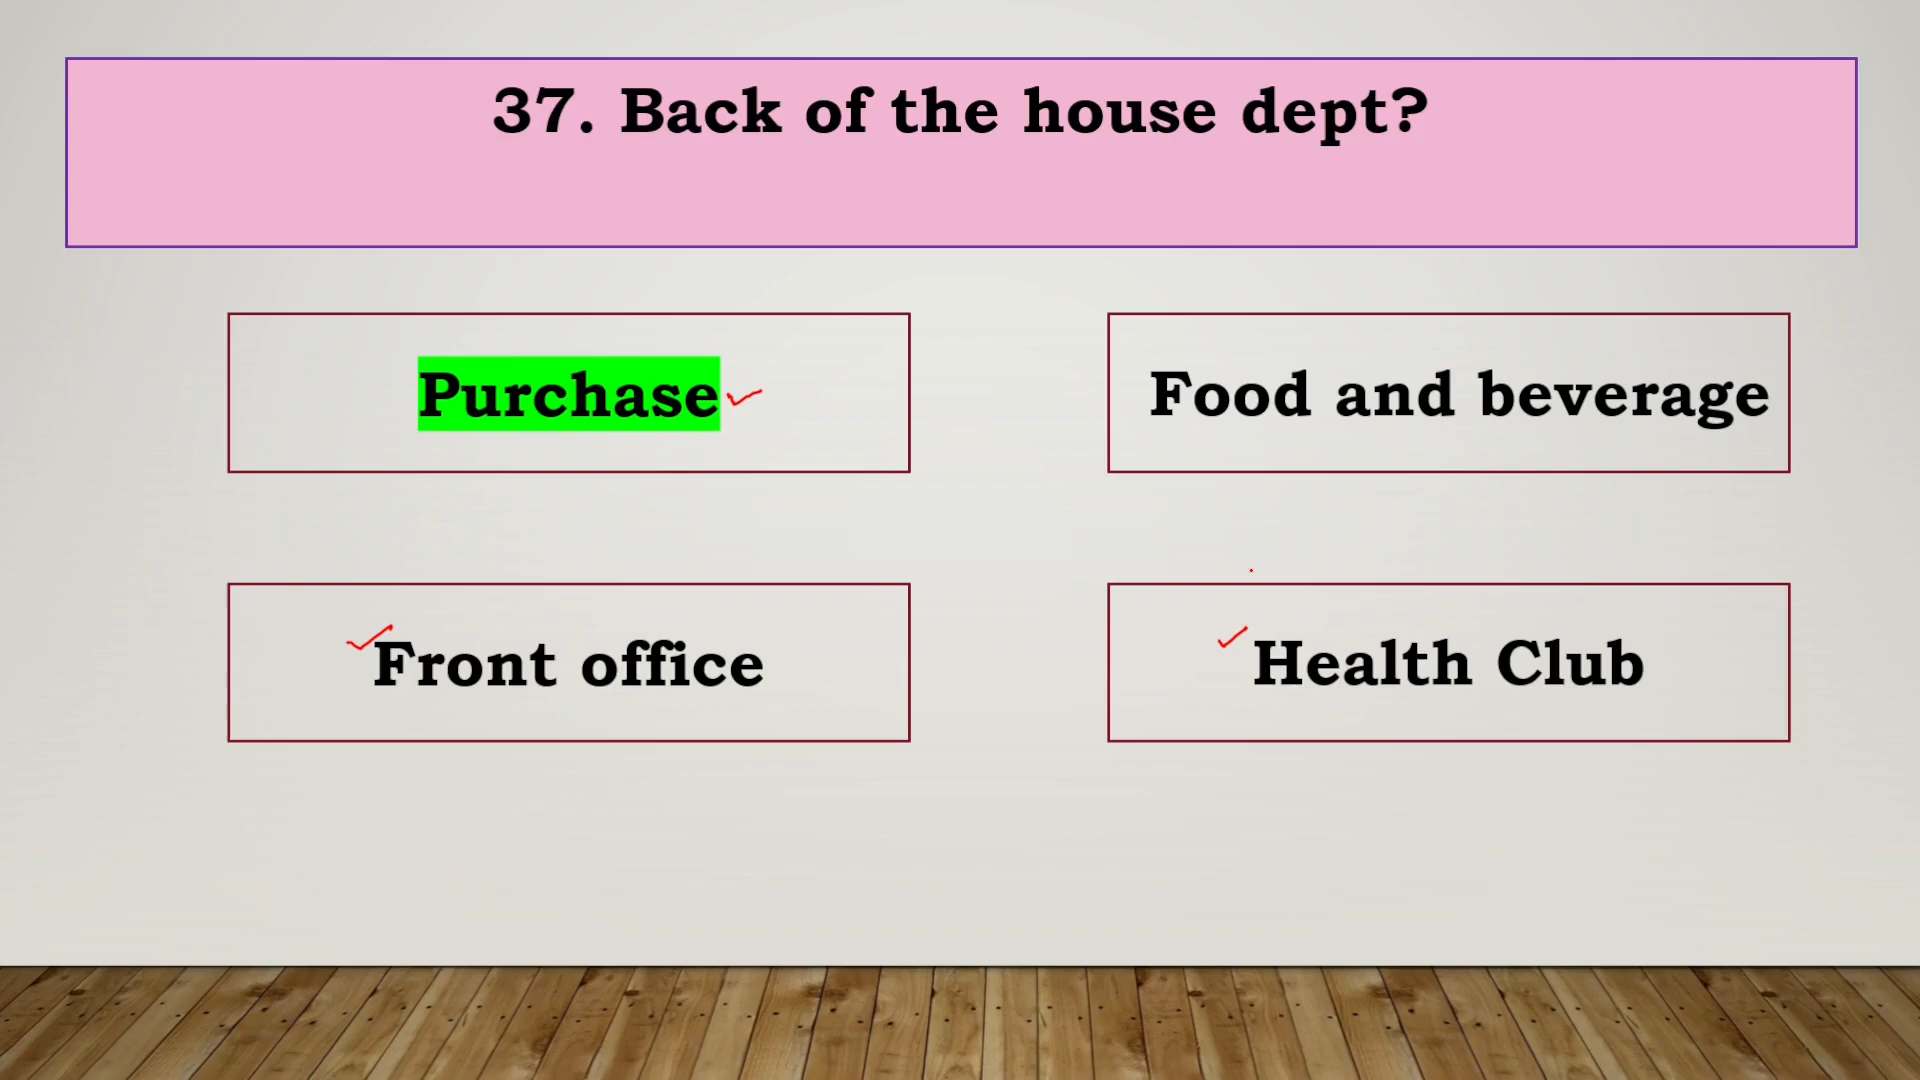 37. Back of the house dept?
Purchase
Food and beverage
Front office
Health Club